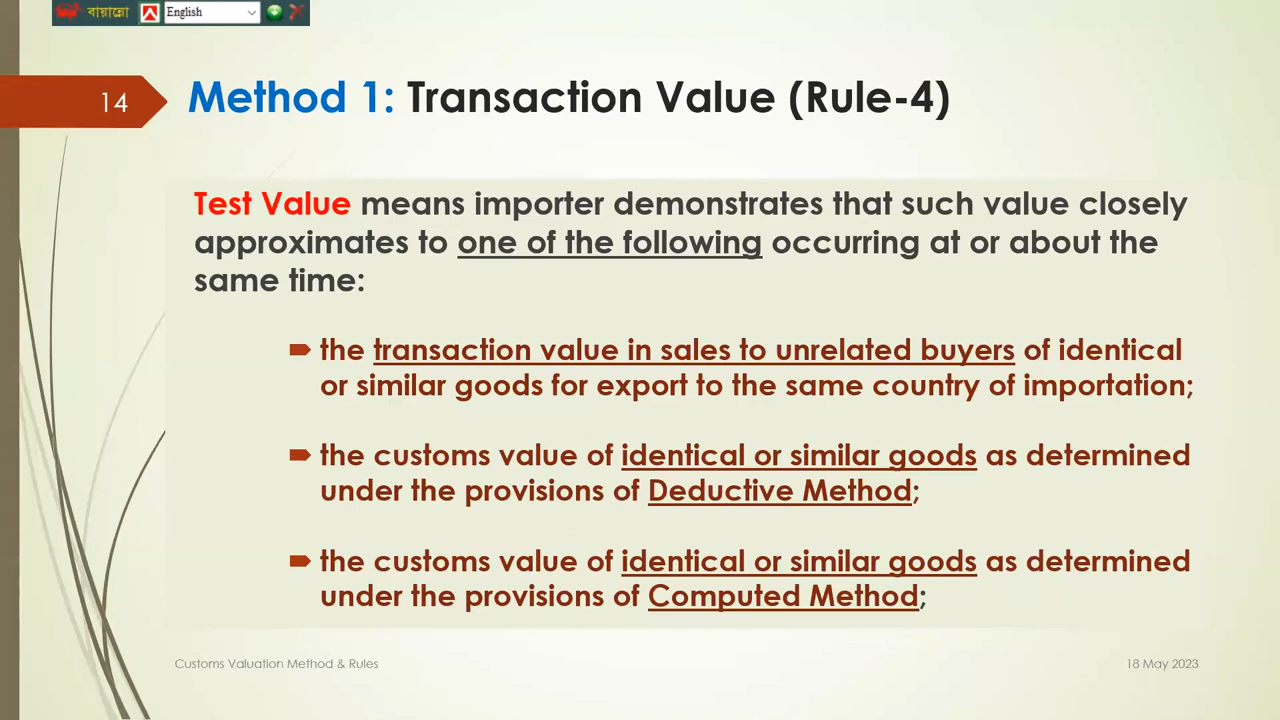 বায়ান্নো
English
14
Method 1: Transaction Value (Rule-4)
Test Value means importer demonstrates that such value closely
approximates to one of the following occurring at or about the
same time:
the transaction value in sales to unrelated buyers of identical
or similar goods for export to the same country of importation;
the customs value of identical or similar goods as determined
under the provisions of Deductive Method;
the customs value of identical or similar goods as determined
under the provisions of Computed Method;
Customs Valuation Method & Rules
18 May 2023